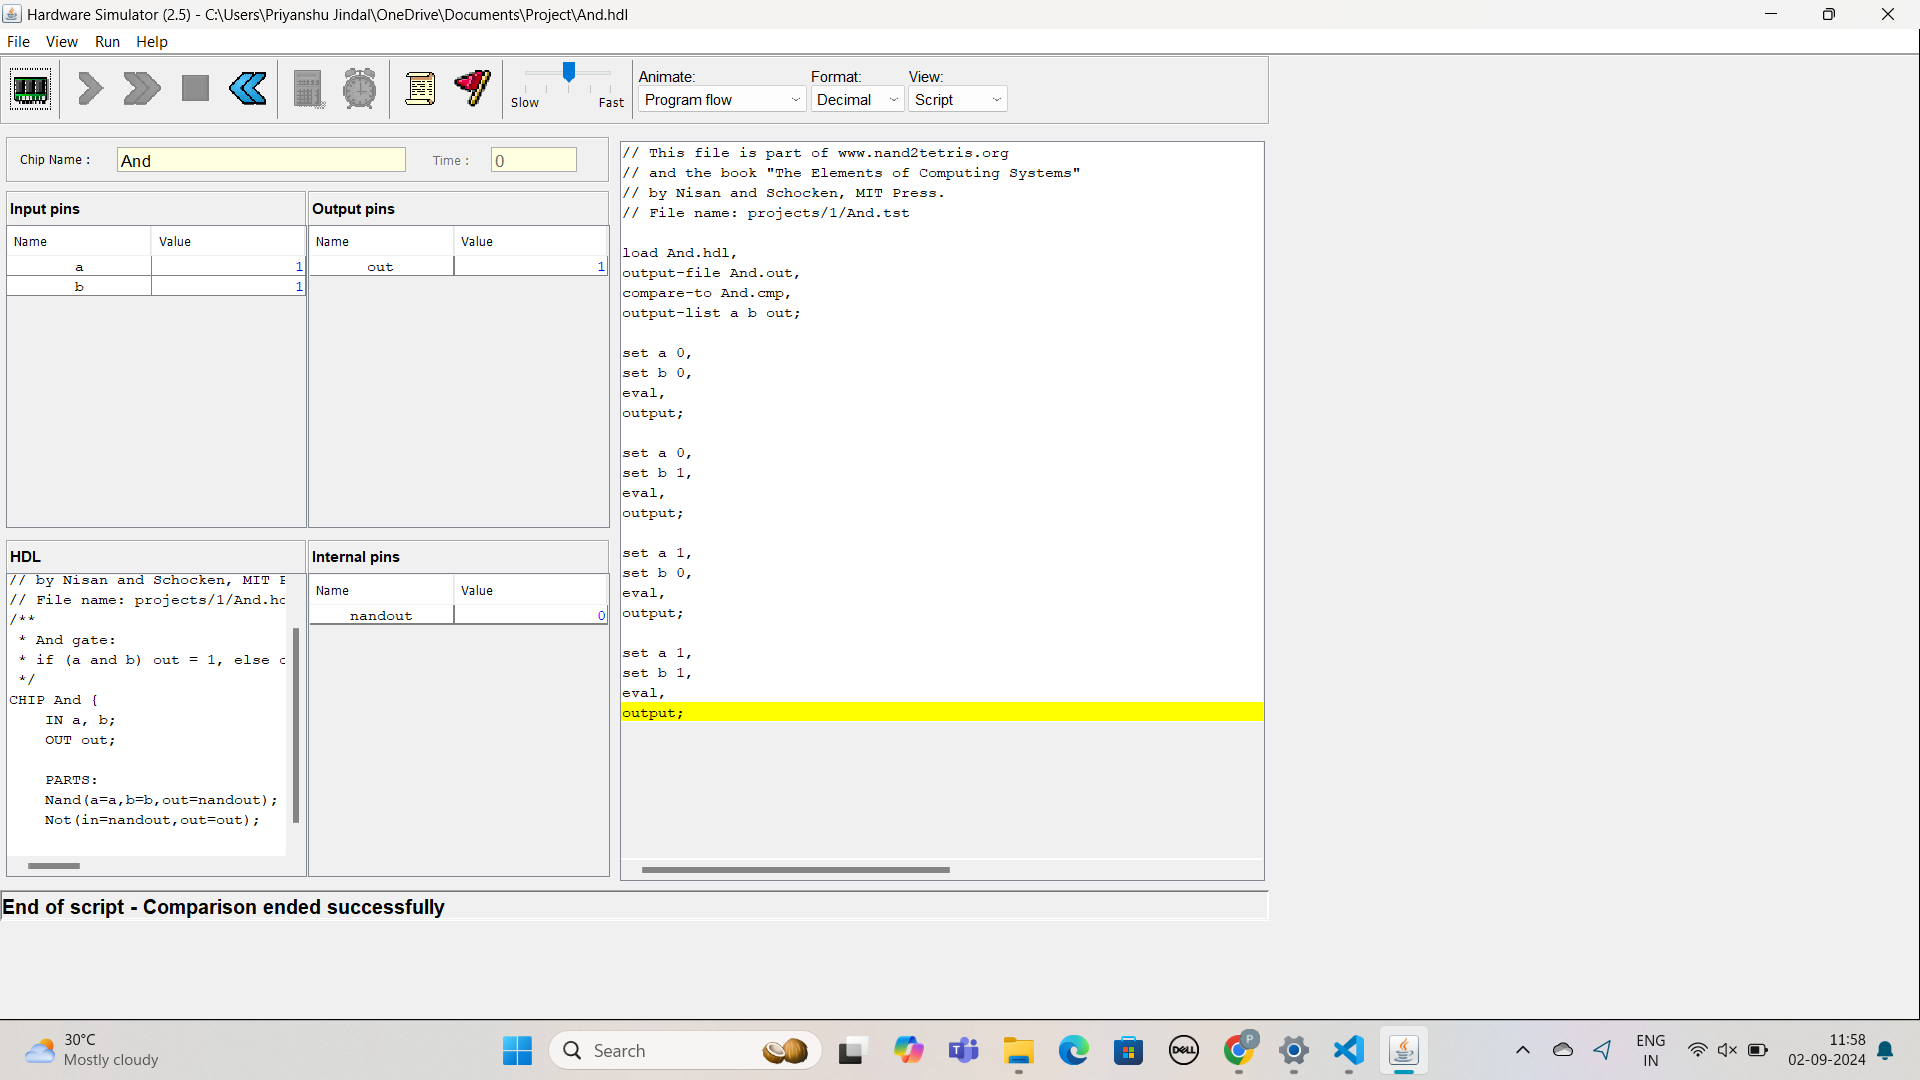 Hardware Simulator (2.5) - C:\Users\Priyanshu Jindal\OneDrive\Documents\Project\And.hdl
File View Run Help
Slow Fast
Animate: Format: View:
Program flow Decimal Script
Chip Name : And Time : 0
Input pins
Name Value
a 1
b 1
Output pins
Name Value
out 1
HDL
// by Nisan and Schocken, MIT
// File name: projects/1/And.hd
/**
* And gate:
* if (a and b) out = 1, else
*/
CHIP And {
IN a, b;
OUT out;
PARTS:
Nand(a=a,b=b,out=nandout);
Not(in=nandout,out=out);
Internal pins
Name Value
nandout 0
// This file is part of www.nand2tetris.org
// and the book "The Elements of Computing Systems"
// by Nisan and Schocken, MIT Press.
// File name: projects/1/And.tst
load And.hdl,
output-file And.out,
compare-to And.cmp,
output-list a b out;
set a 0,
set b 0,
eval,
output;
set a 0,
set b 1,
eval,
output;
set a 1,
set b 0,
eval,
output;
set a 1,
set b 1,
eval,
output;
End of script - Comparison ended successfully
30°C
Mostly cloudy
Search
DELL
P
ENG
IN
11:58
02-09-2024